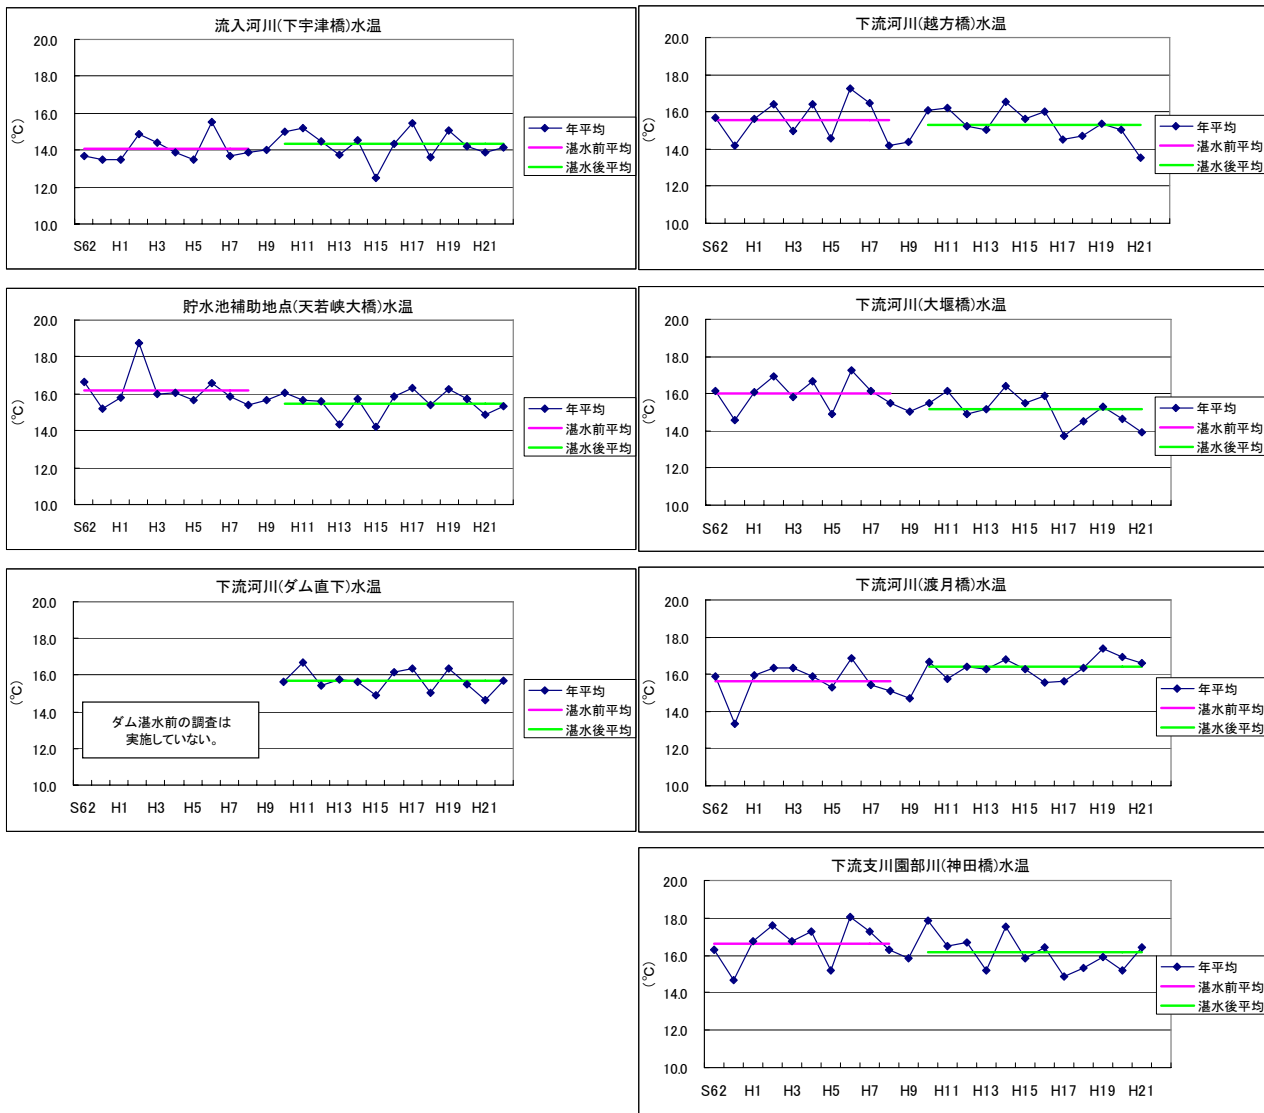 流入河川(下宇津橋)水温
20.0
18.0
16.0
14.0
12.0
10.0
(℃)
S62 H1 H3 H5 H7 H9 H11 H13 H15 H17 H19 H21
年平均
湛水前平均
湛水後平均
下流河川(越方橋)水温
20.0
18.0
16.0
14.0
12.0
10.0
(℃)
S62 H1 H3 H5 H7 H9 H11 H13 H15 H17 H19 H21
年平均
湛水前平均
湛水後平均
貯水池補助地点(天若峡大橋)水温
20.0
18.0
16.0
14.0
12.0
10.0
(℃)
S62 H1 H3 H5 H7 H9 H11 H13 H15 H17 H19 H21
年平均
湛水前平均
湛水後平均
下流河川(大堰橋)水温
20.0
18.0
16.0
14.0
12.0
10.0
(℃)
S62 H1 H3 H5 H7 H9 H11 H13 H15 H17 H19 H21
年平均
湛水前平均
湛水後平均
下流河川(ダム直下)水温
20.0
18.0
16.0
14.0
12.0
10.0
(℃)
ダム湛水前の調査は
実施していない。
S62 H1 H3 H5 H7 H9 H11 H13 H15 H17 H19 H21
年平均
湛水前平均
湛水後平均
下流河川(渡月橋)水温
20.0
18.0
16.0
14.0
12.0
10.0
(℃)
S62 H1 H3 H5 H7 H9 H11 H13 H15 H17 H19 H21
年平均
湛水前平均
湛水後平均
下流支川園部川(神田橋)水温
20.0
18.0
16.0
14.0
12.0
10.0
(℃)
S62 H1 H3 H5 H7 H9 H11 H13 H15 H17 H19 H21
年平均
湛水前平均
湛水後平均